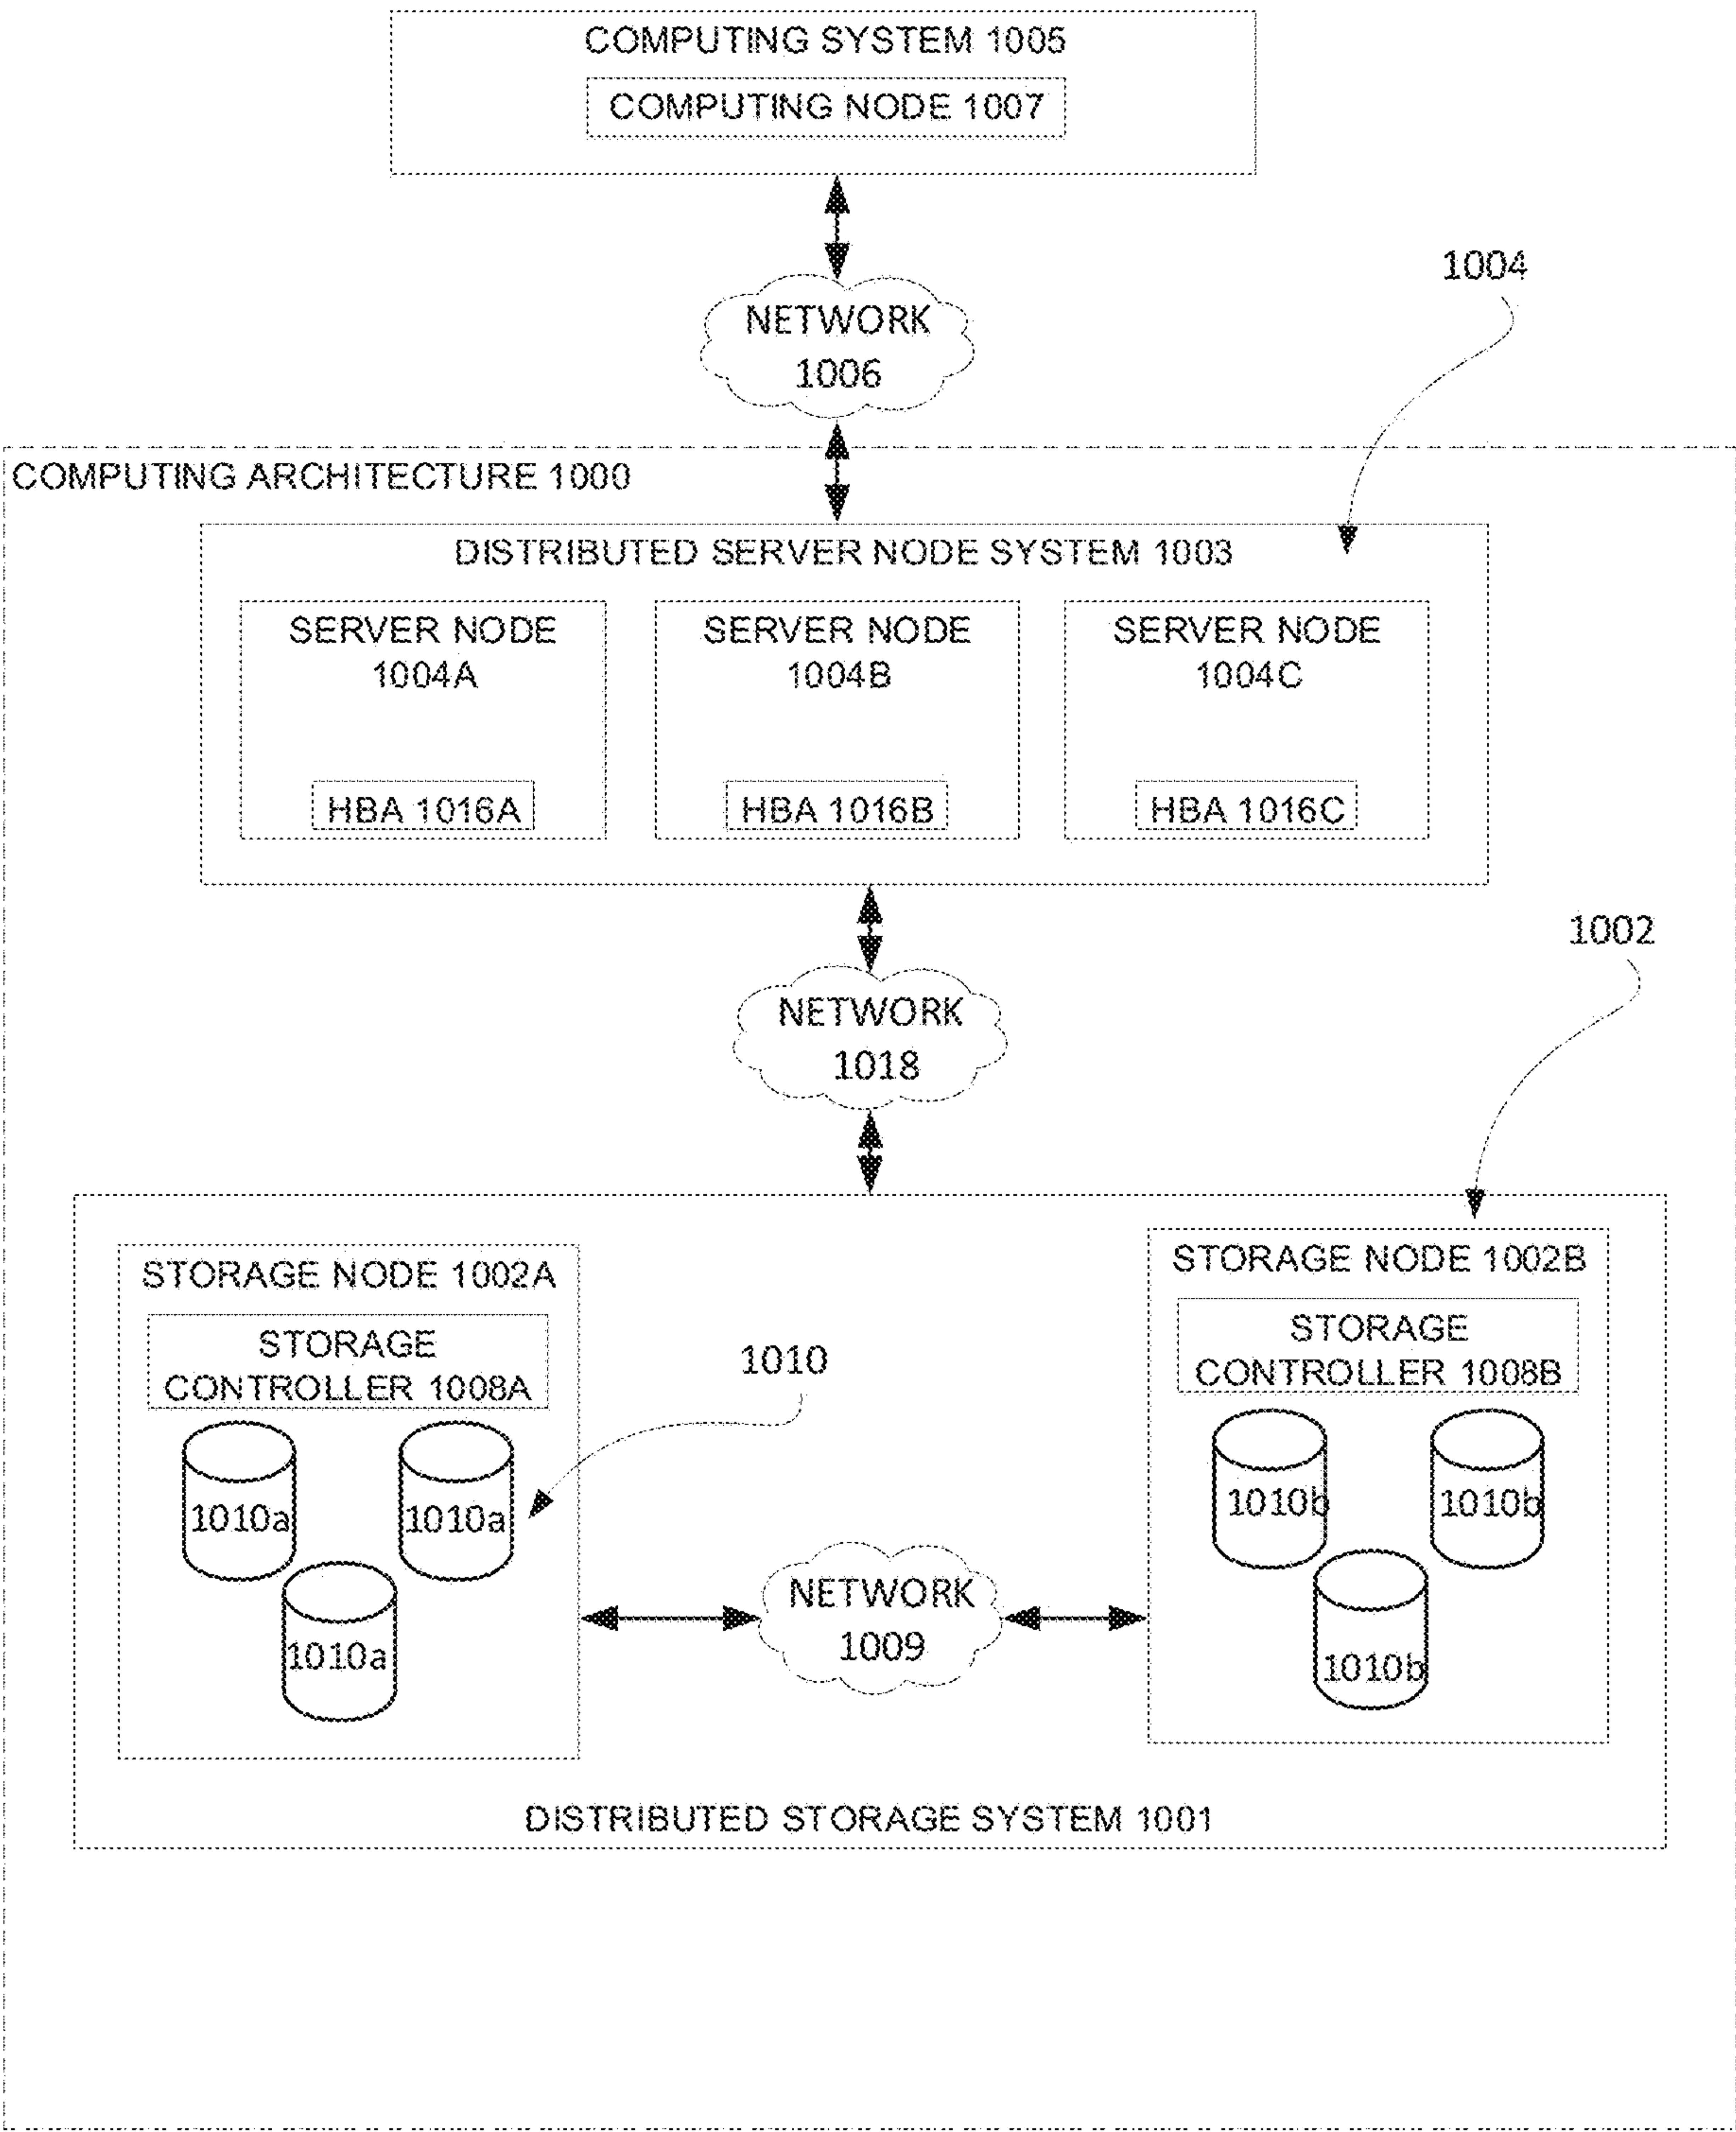 COMPUTING SYSTEM 1005
COMPUTING NODE 1007
NETWORK
1006
1004
COMPUTING ARCHITECTURE 1000
DISTRIBUTED SERVER NODE SYSTEM 1003
SERVER NODE
1004A
HBA 1016A
SERVER NODE
1004B
HBA 1016B
SERVER NODE
1004C
HBA 1016C
1002
NETWORK
1018
STORAGE NODE 1002A
STORAGE
CONTROLLER 1008A
1010a
1010a
1010a
1010
NETWORK
1009
STORAGE NODE 1002B
STORAGE
CONTROLLER 1008B
1010b
1010b
1010b
DISTRIBUTED STORAGE SYSTEM 1001